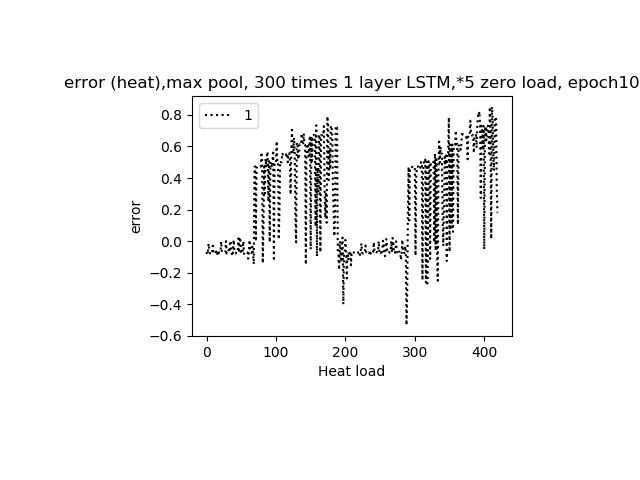 error (heat),max pool, 300 times 1 layer LSTM,*5 zero load, epoch10
1
0.8
0.6
0.4
0.2
0.0
−0.2
−0.4
−0.6
error
0 100 200 300 400
Heat load